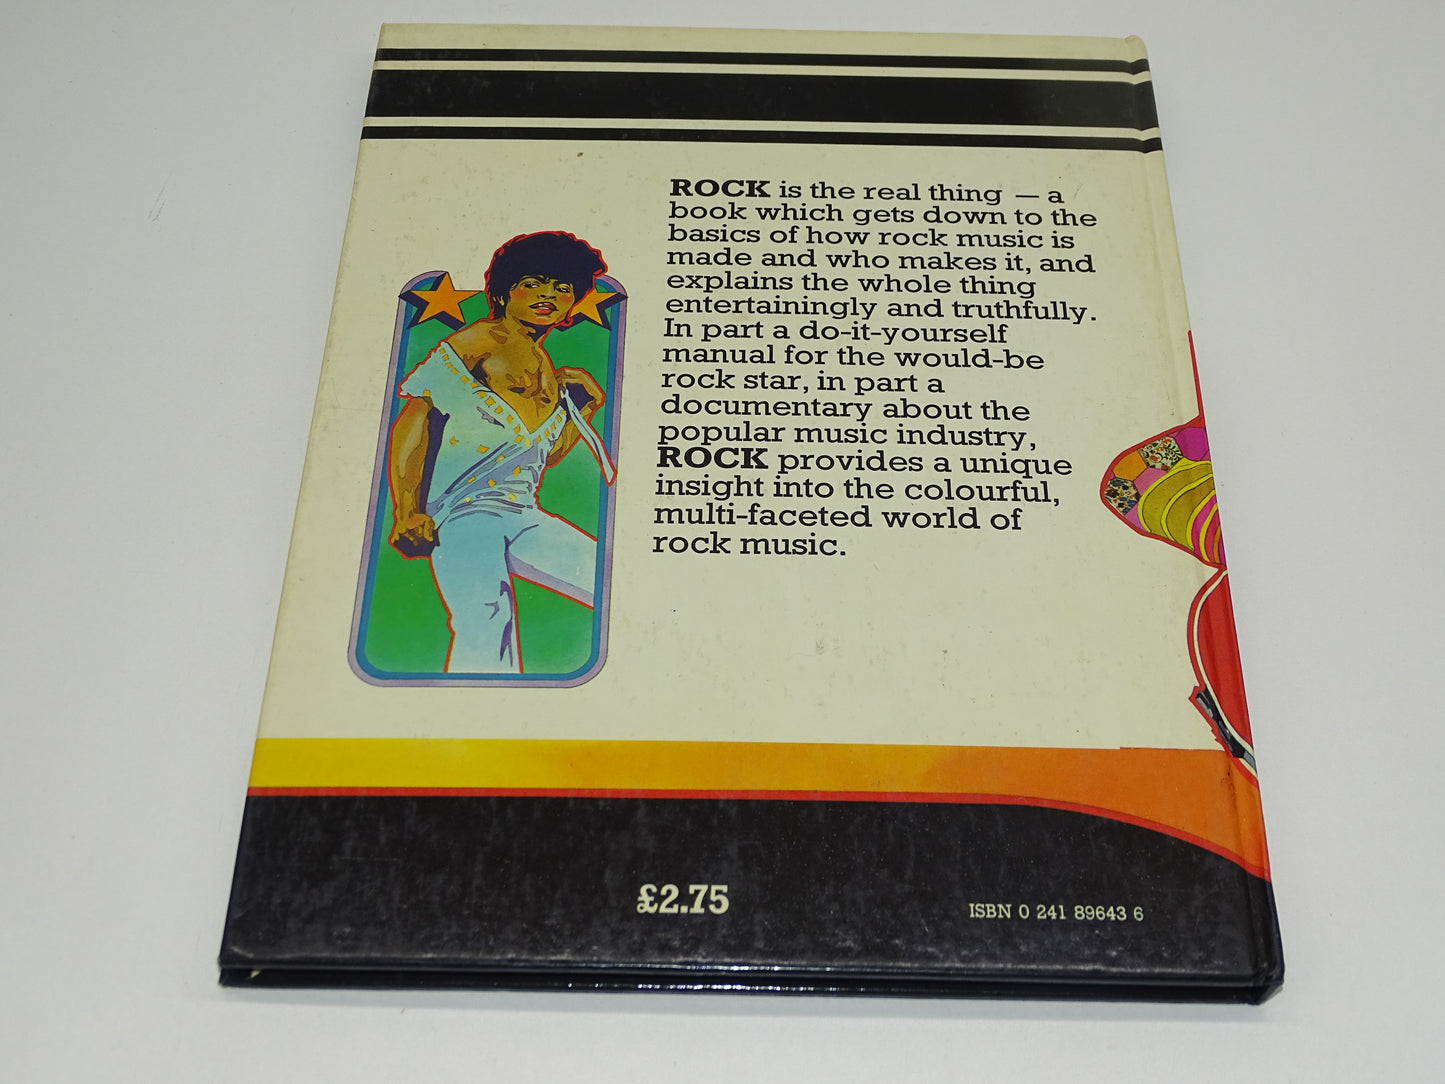 ROCK is the real thing — a
book which gets down to the
basics of how rock music is
made and who makes it, and
explains the whole thing
entertainingly and truthfully.
In part a do-it-yourself
manual for the would-be
rock star, in part a
documentary about the
popular music industry,
ROCK provides a unique
insight into the colourful,
multi-faceted world of
rock music.
£2.75
ISBN 0 241 89643 6